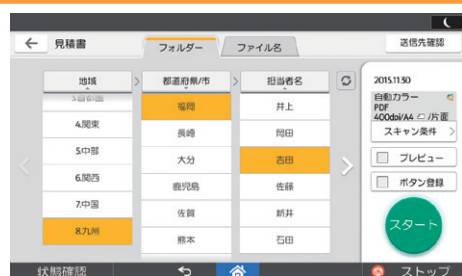 見積書
フォルダー
ファイル名
送信先確認
地域
都道府県/市
担当者名
4.関東
5.中部
6.関西
7.中国
8.九州
福岡
長崎
大分
鹿児島
佐賀
熊本
井上
岡田
吉田
佐藤
新井
石田
2015.11.30
自動カラー
PDF
400dpi/A4 /片面
スキャン条件
プレビュー
ボタン登録
スタート
状態確認
ストップ